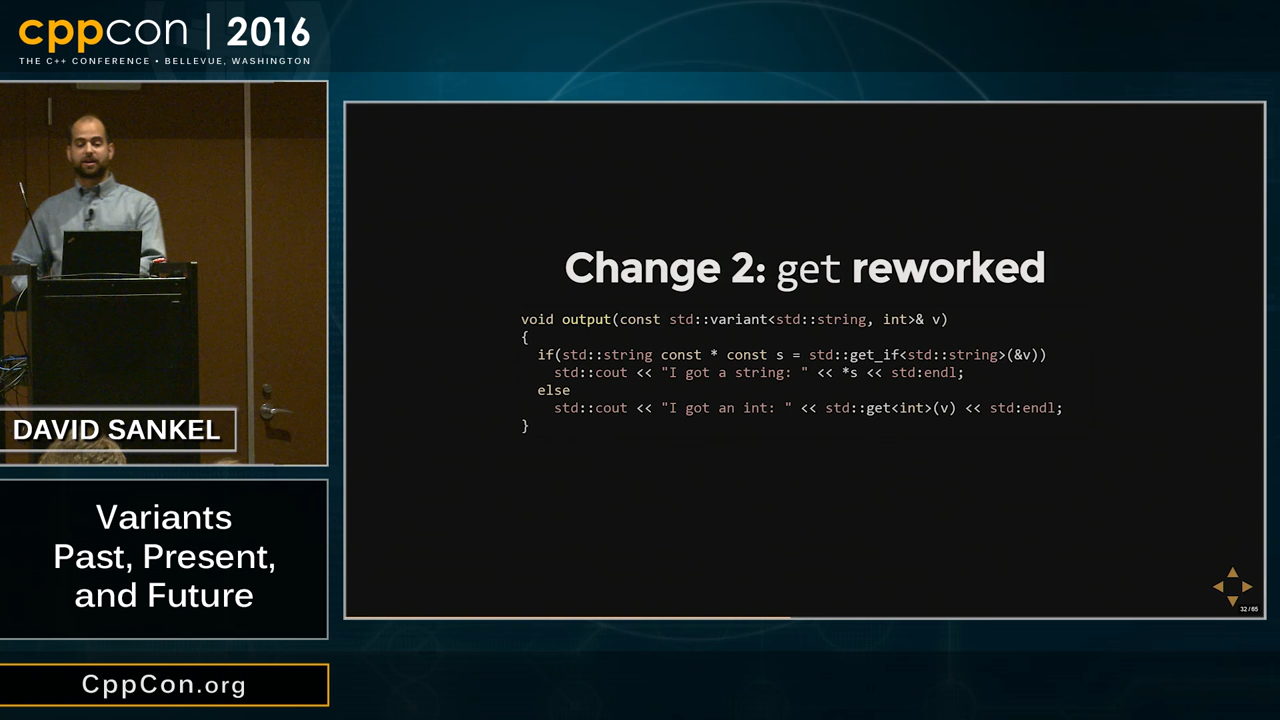 cppcon | 2016
THE C++ CONFERENCE • BELLEVUE, WASHINGTON
DAVID SANKEL
Variants
Past, Present,
and Future
CppCon.org
Change 2: get reworked
void output(const std::variant<std::string, int>& v)
{
  if(std::string const * const s = std::get_if<std::string>(&v))
    std::cout << "I got a string: " << *s << std:endl;
  else
    std::cout << "I got an int: " << std::get<int>(v) << std:endl;
}
32 / 65